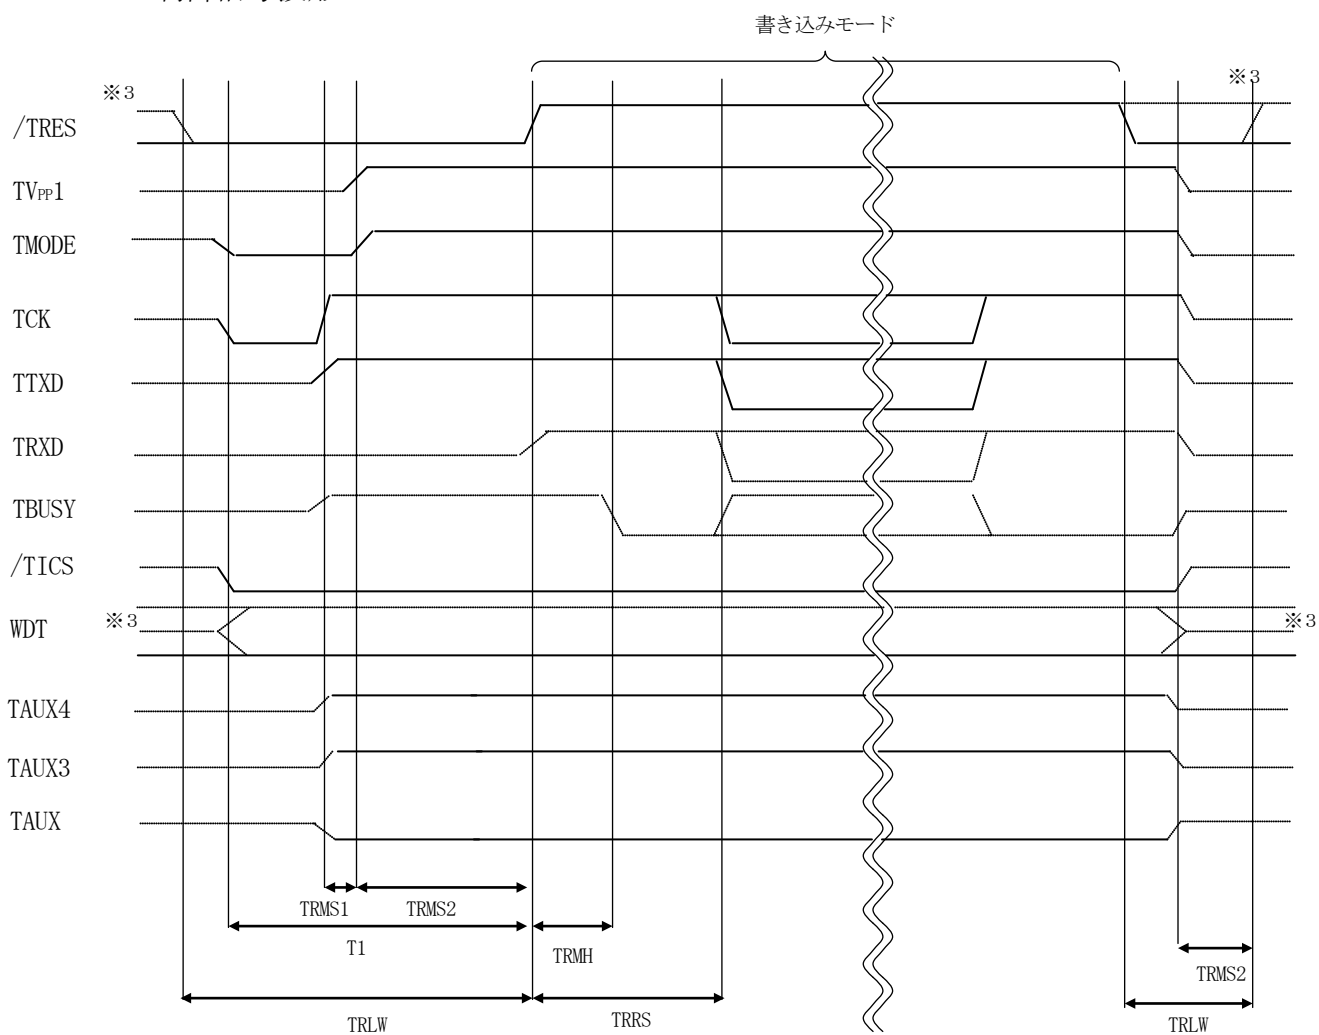 書き込みモード
※3
※3
/TRES
TVPP1
TMODE
TCK
TTXD
TRXD
TBUSY
/TICS
WDT
※3
※3
TAUX4
TAUX3
TAUX
TRMS1
TRMS2
T1
TRMH
TRMS2
TRLW
TRRS
TRLW